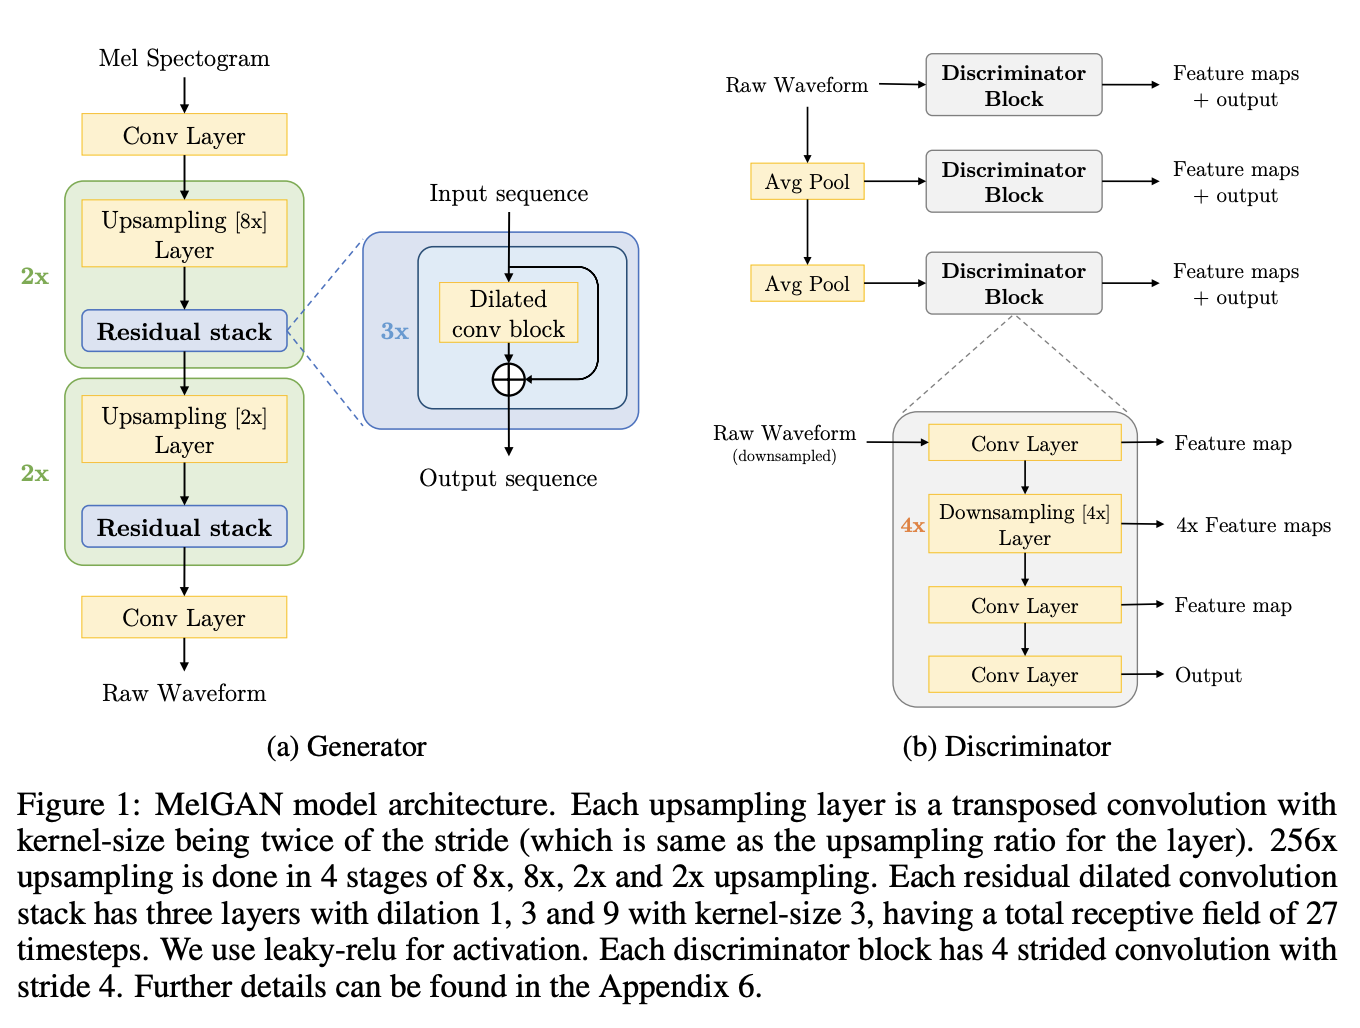 Mel Spectogram
Conv Layer
2x
Upsampling [8x]
Layer
Residual stack
2x
Upsampling [2x]
Layer
Residual stack
Conv Layer
Raw Waveform
Input sequence
3x
Dilated
conv block
Output sequence
(a) Generator
Raw Waveform
Discriminator
Block
Feature maps
+ output
Avg Pool
Discriminator
Block
Feature maps
+ output
Avg Pool
Discriminator
Block
Feature maps
+ output
Raw Waveform
(downsampled)
Conv Layer
Feature map
4x
Downsampling [4x]
Layer
4x Feature maps
Conv Layer
Feature map
Conv Layer
Output
(b) Discriminator
Figure 1: MelGAN model architecture. Each upsampling layer is a transposed convolution with
kernel-size being twice of the stride (which is same as the upsampling ratio for the layer). 256x
upsampling is done in 4 stages of 8x, 8x, 2x and 2x upsampling. Each residual dilated convolution
stack has three layers with dilation 1, 3 and 9 with kernel-size 3, having a total receptive field of 27
timesteps. We use leaky-relu for activation. Each discriminator block has 4 strided convolution with
stride 4. Further details can be found in the Appendix 6.